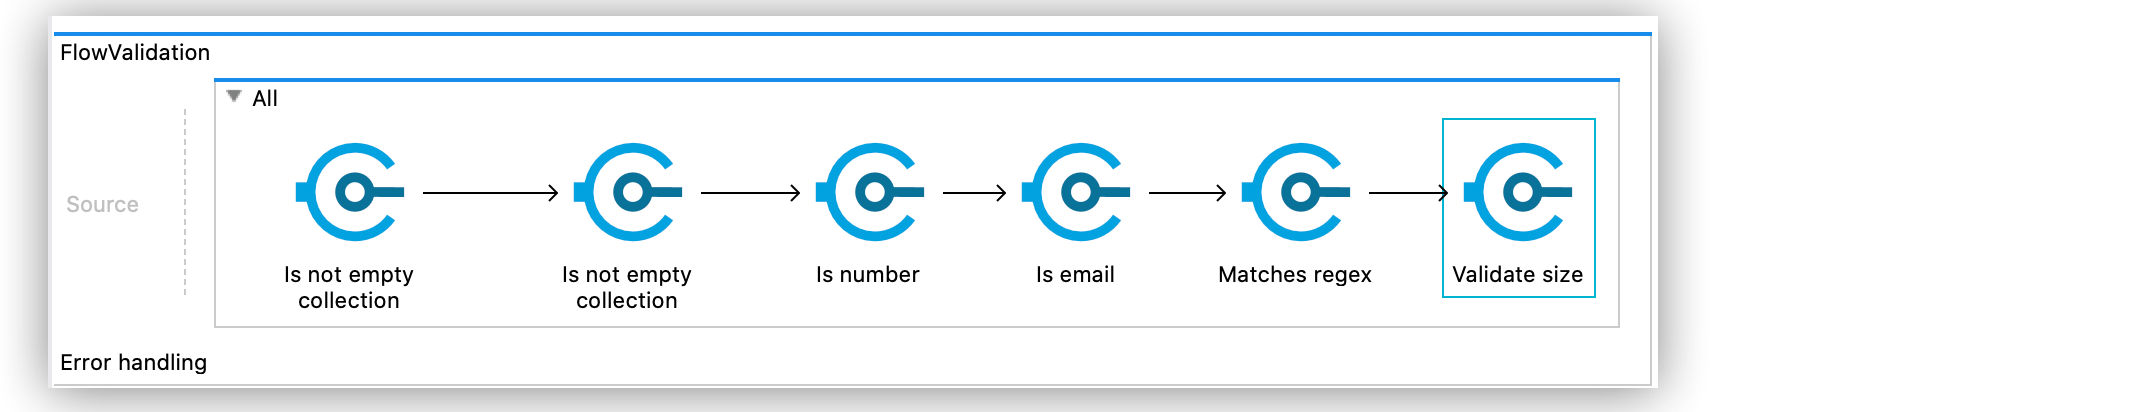 FlowValidation
All
Source
Is not empty
collection
Is not empty
collection
Is number
Is email
Matches regex
Validate size
Error handling